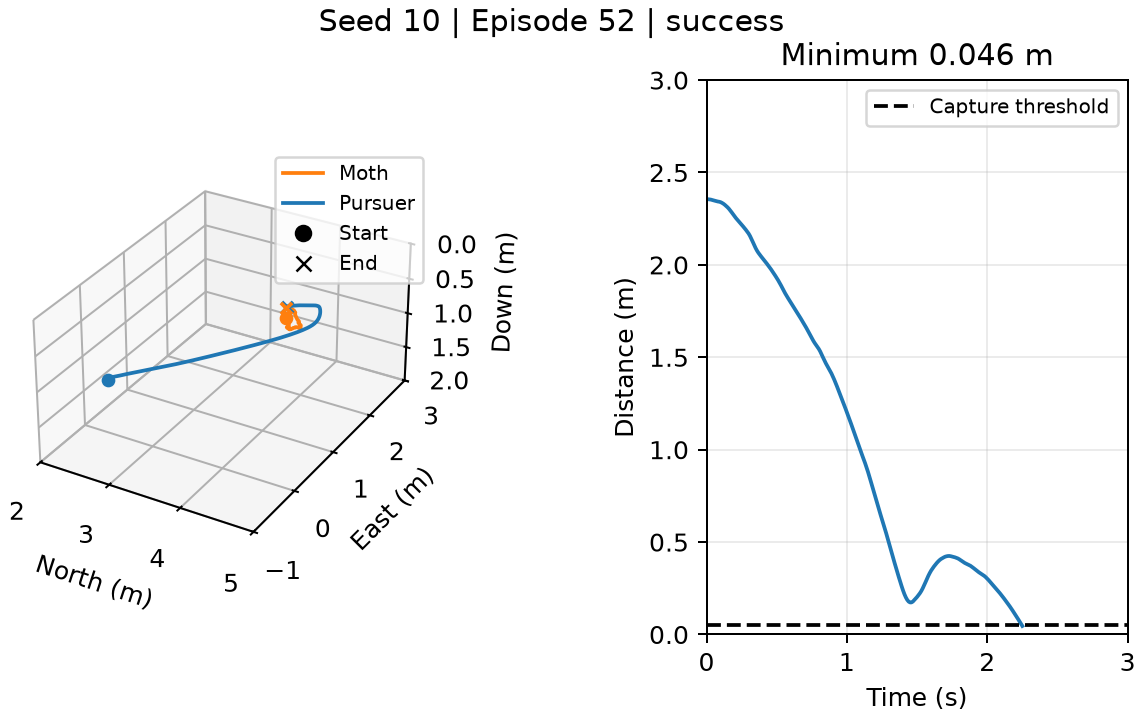 Seed 10 | Episode 52 | success
Moth
Pursuer
Start
End
0.0
0.5
1.0
1.5
2.0
Down (m)
3
2
1
0
−1
East (m)
2
3
4
5
North (m)
Minimum 0.046 m
Capture threshold
3.0
2.5
2.0
1.5
1.0
0.5
0.0
Distance (m)
0
1
2
3
Time (s)